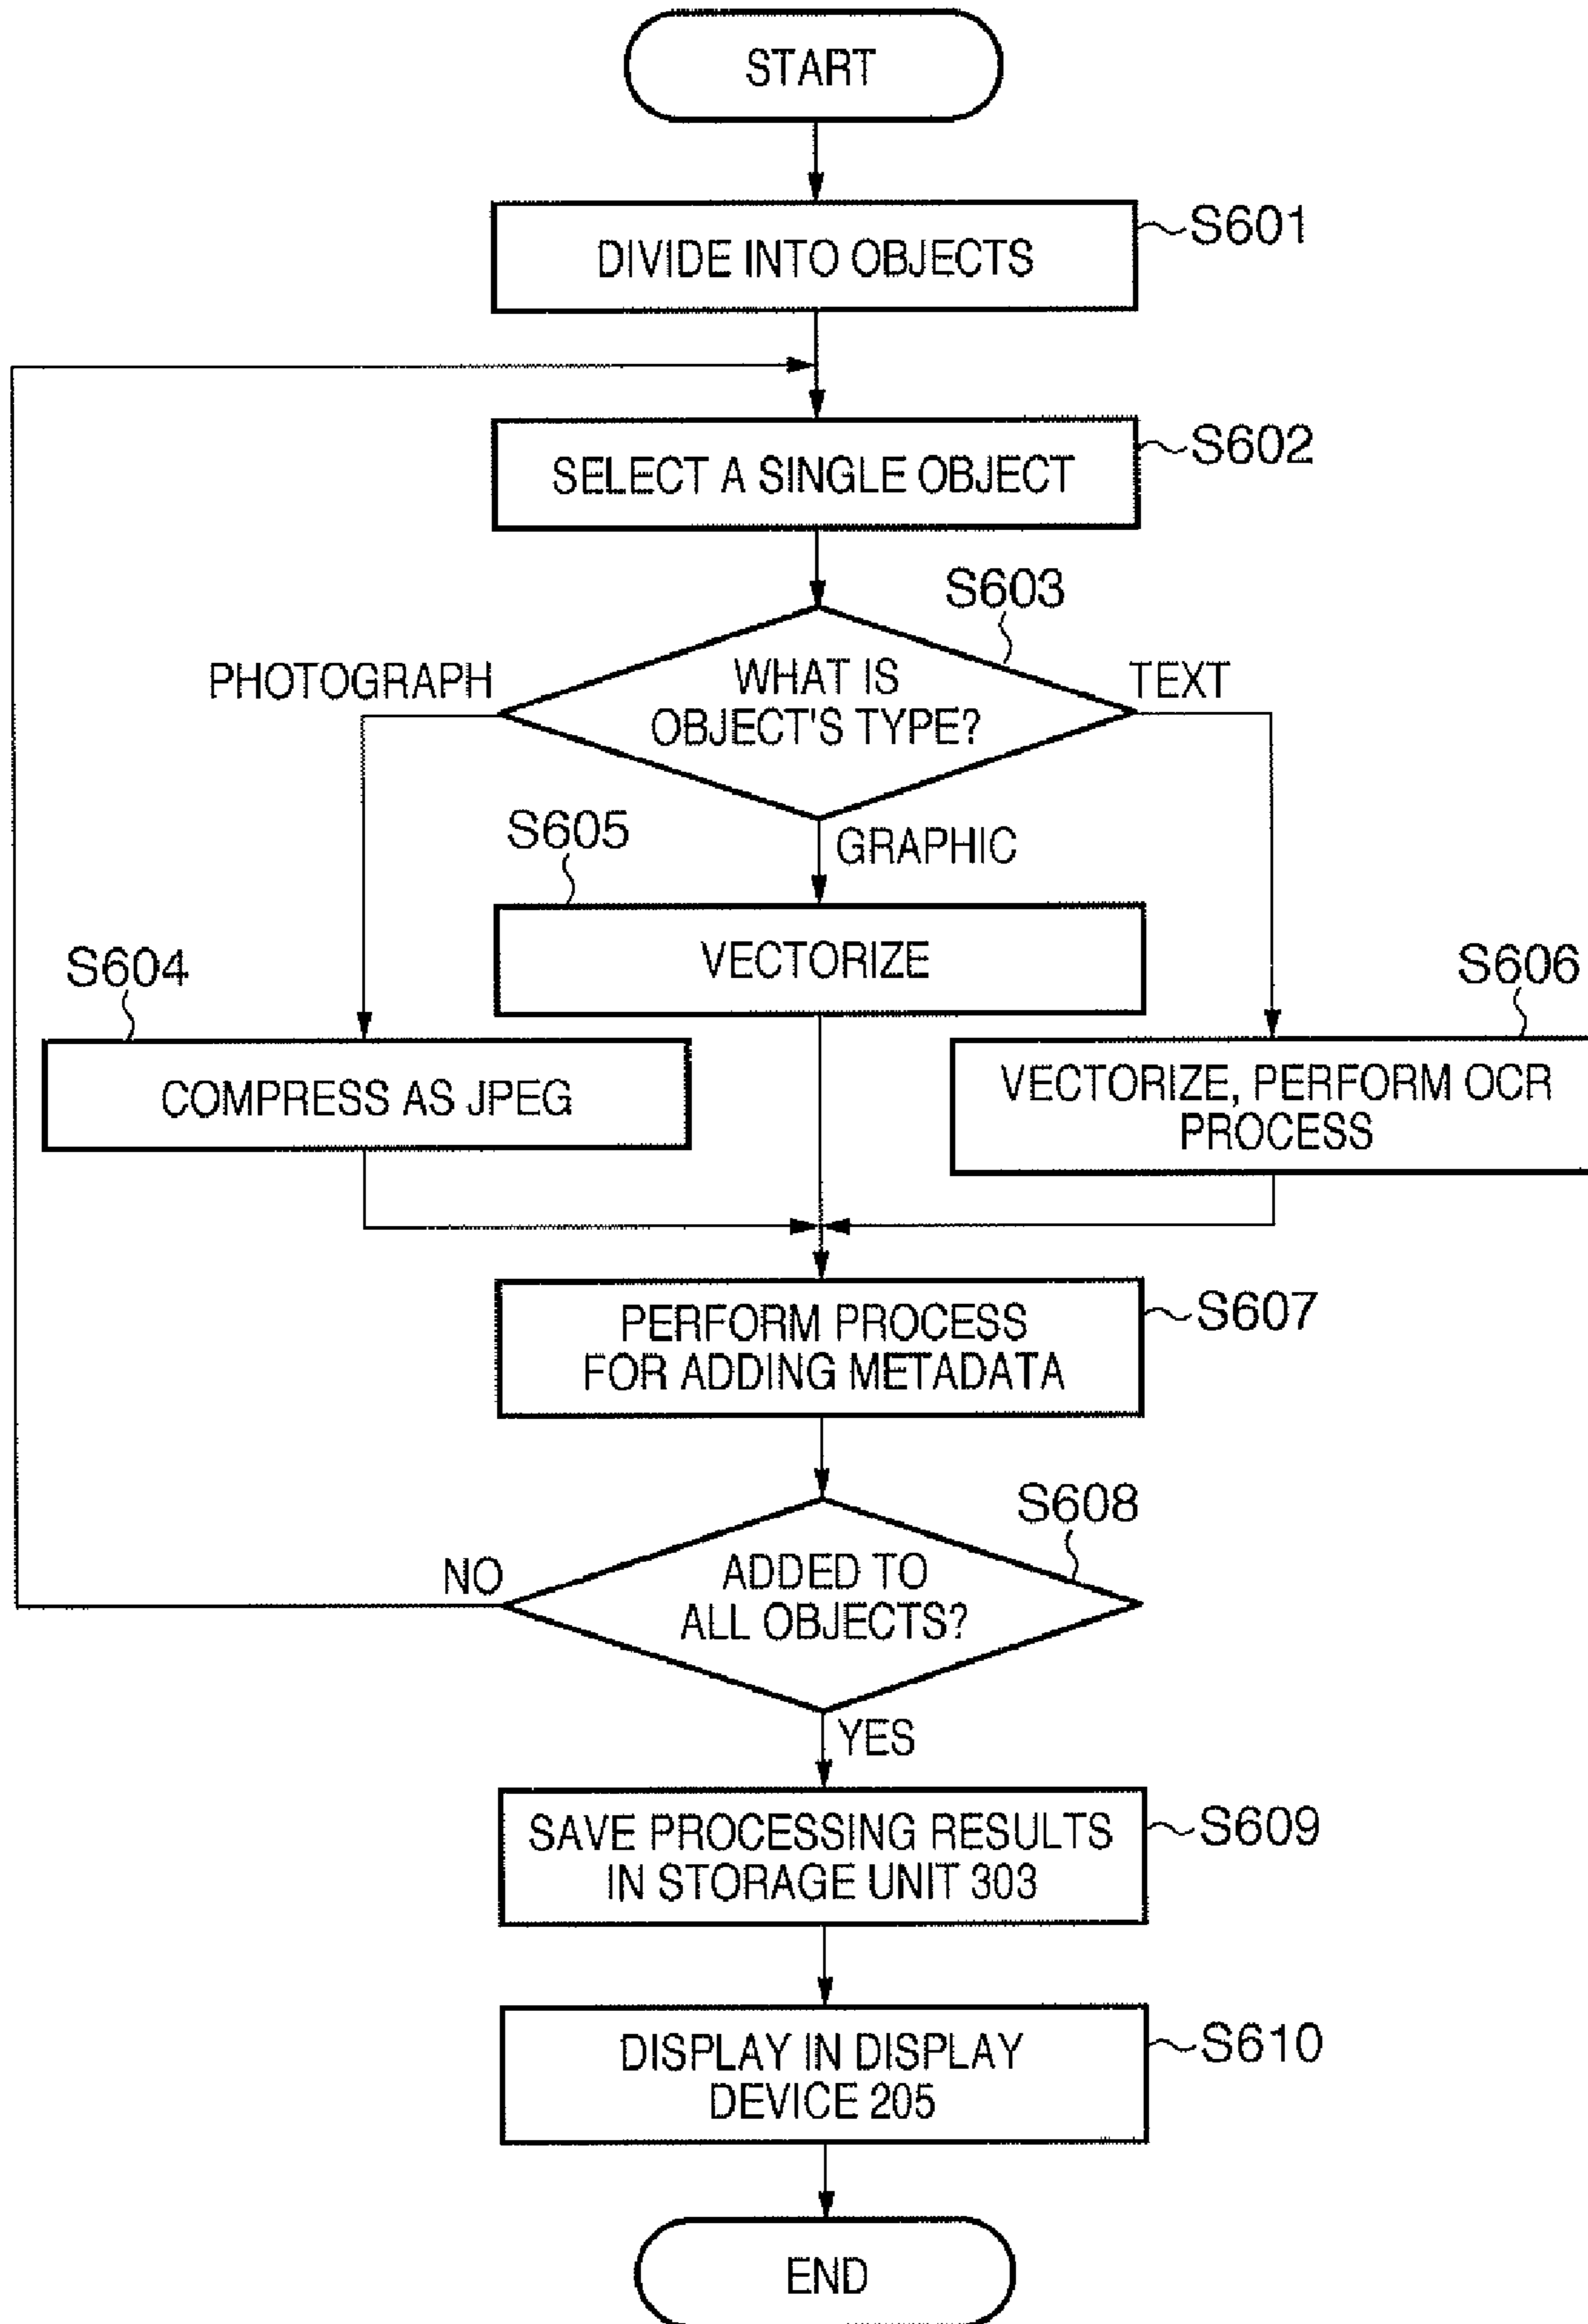 START
DIVIDE INTO OBJECTS
S601
SELECT A SINGLE OBJECT
S602
S603
PHOTOGRAPH
WHAT IS
OBJECT'S TYPE?
TEXT
GRAPHIC
S605
VECTORIZE
S604
COMPRESS AS JPEG
S606
VECTORIZE, PERFORM OCR
PROCESS
PERFORM PROCESS
FOR ADDING METADATA
S607
S608
NO
ADDED TO
ALL OBJECTS?
YES
SAVE PROCESSING RESULTS
IN STORAGE UNIT 303
S609
DISPLAY IN DISPLAY
DEVICE 205
S610
END